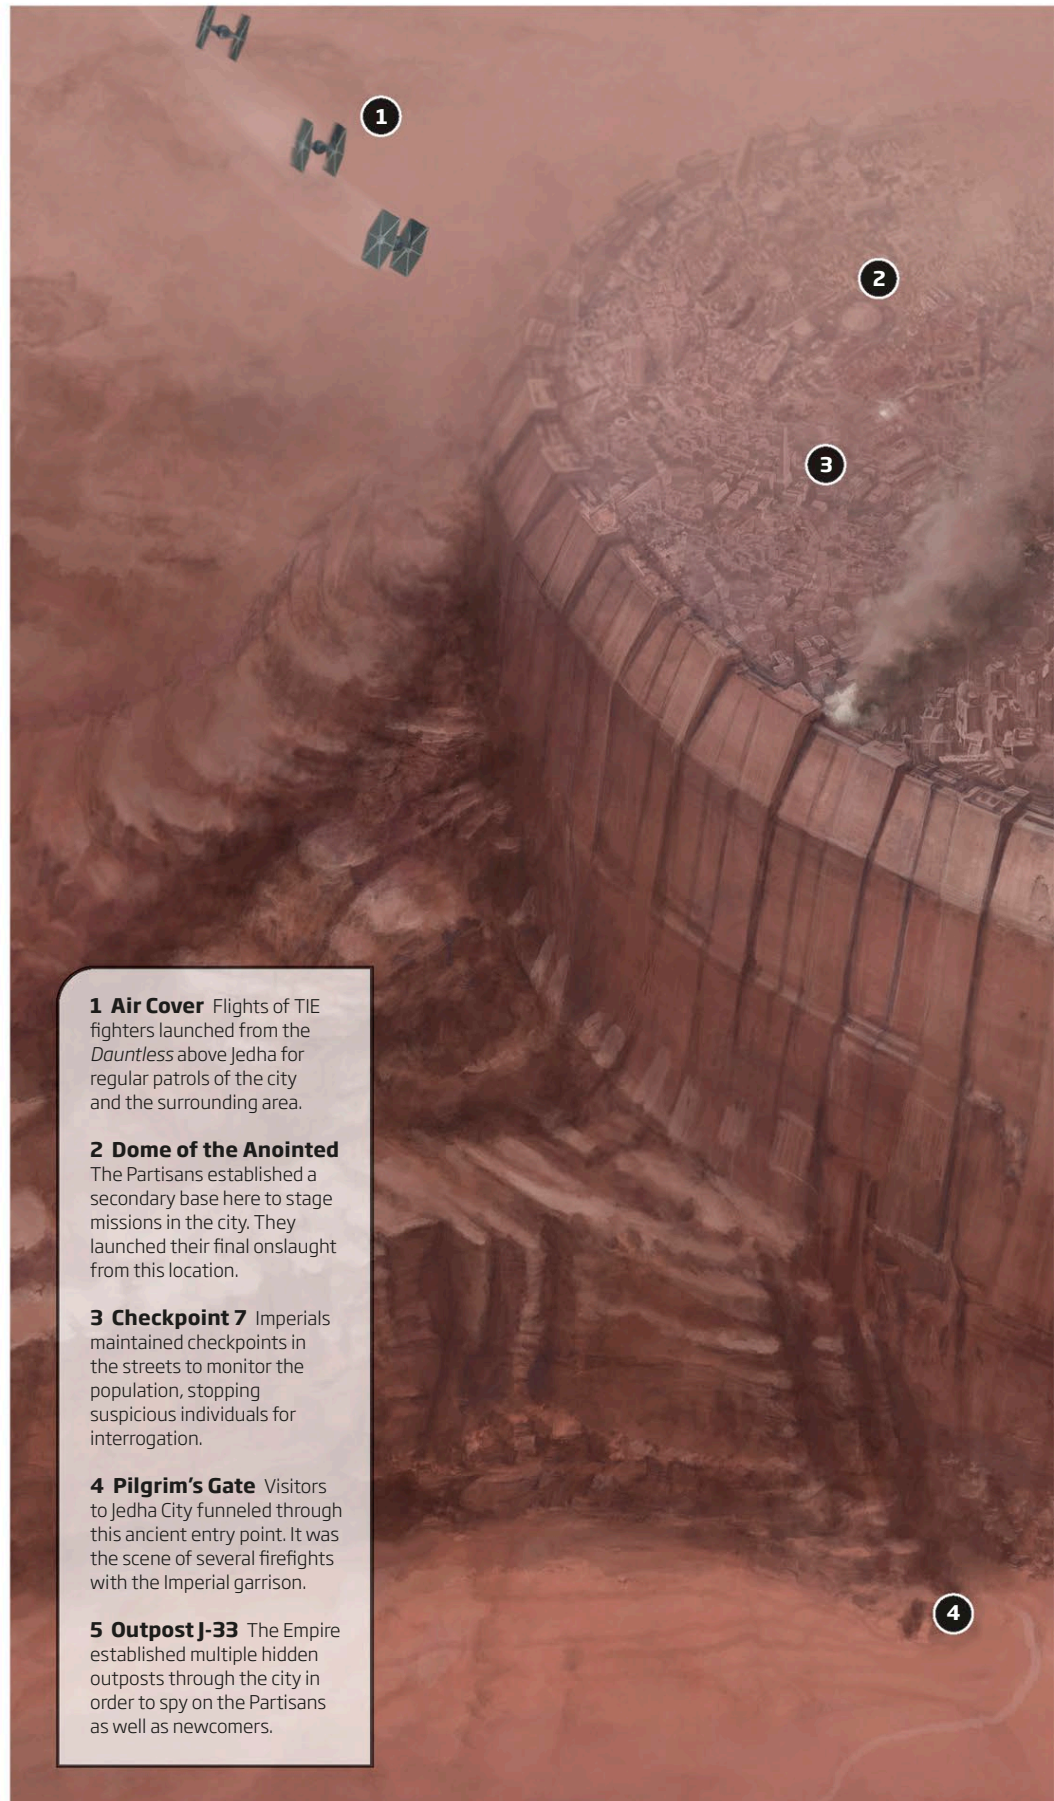 1
2
3
1 Air Cover Flights of TIE
fighters launched from the
Dauntless above Jedha for
regular patrols of the city
and the surrounding area.
2 Dome of the Anointed
The Partisans established a
secondary base here to stage
missions in the city. They
launched their final onslaught
from this location.
3 Checkpoint 7 Imperials
maintained checkpoints in
the streets to monitor the
population, stopping
suspicious individuals for
interrogation.
4 Pilgrim’s Gate Visitors
to Jedha City funneled through
this ancient entry point. It was
the scene of several firefights
with the Imperial garrison.
5 Outpost J-33 The Empire
established multiple hidden
outposts through the city in
order to spy on the Partisans
as well as newcomers.
4